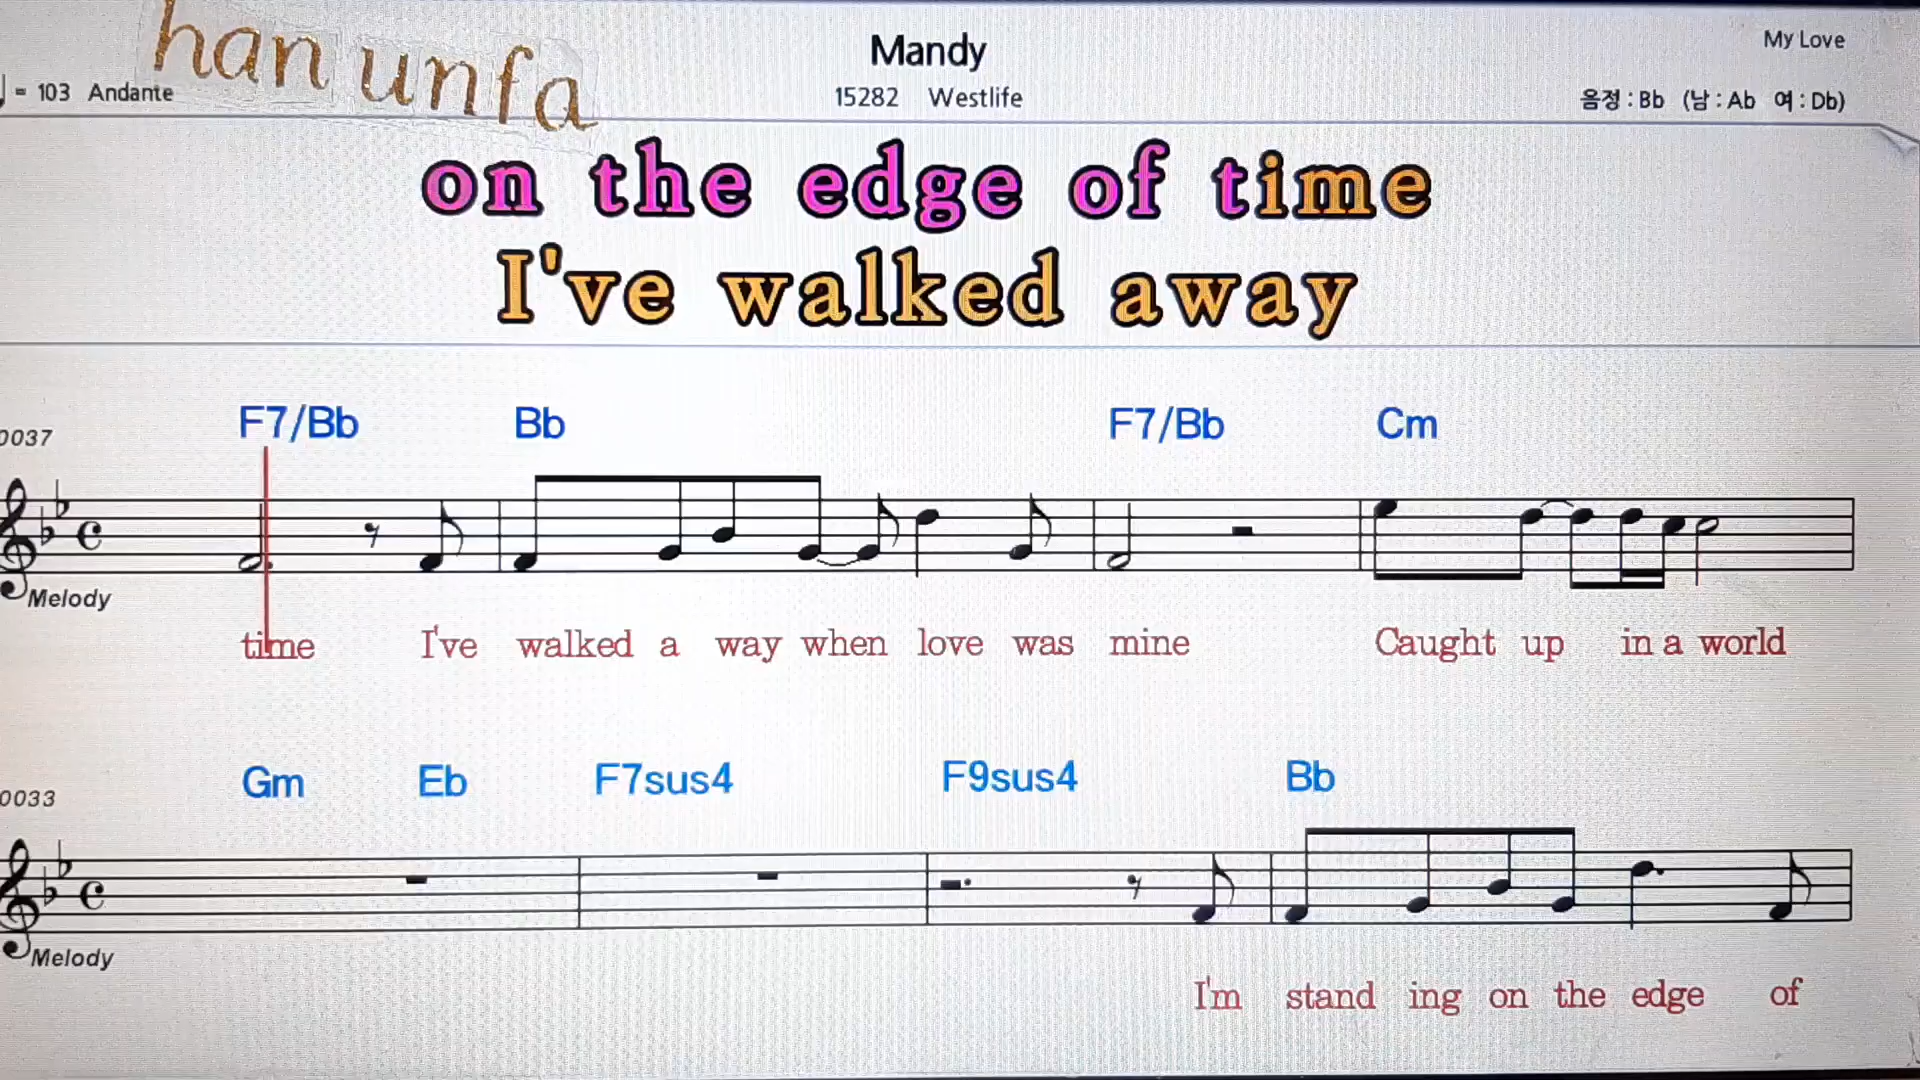 han unfa
Mandy
My Love
= 103 Andante
15282 Westlife
음정 : Bb (남 : Ab 여 : Db)
on the edge of time
I've walked away
F7/Bb Bb F7/Bb Cm
0037
Melody
time I've walked a way when love was mine Caught up in a world
Gm Eb F7sus4 F9sus4 Bb
0033
Melody
I'm stand ing on the edge of